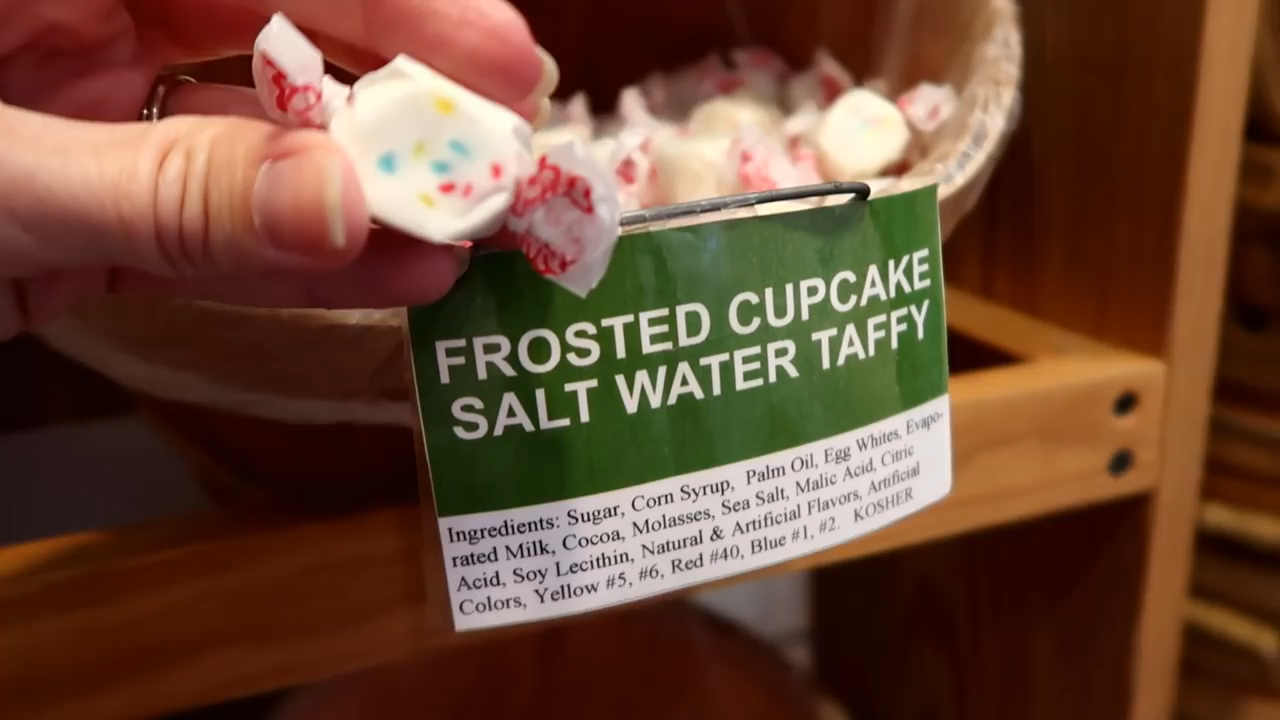 FROSTED CUPCAKE
SALT WATER TAFFY
Ingredients: Sugar, Corn Syrup, Palm Oil, Egg Whites, Evapo-
rated Milk, Cocoa, Molasses, Sea Salt, Malic Acid, Citric
Acid, Soy Lecithin, Natural & Artificial Flavors, Artificial
Colors, Yellow #5, #6, Red #40, Blue #1, #2. KOSHER